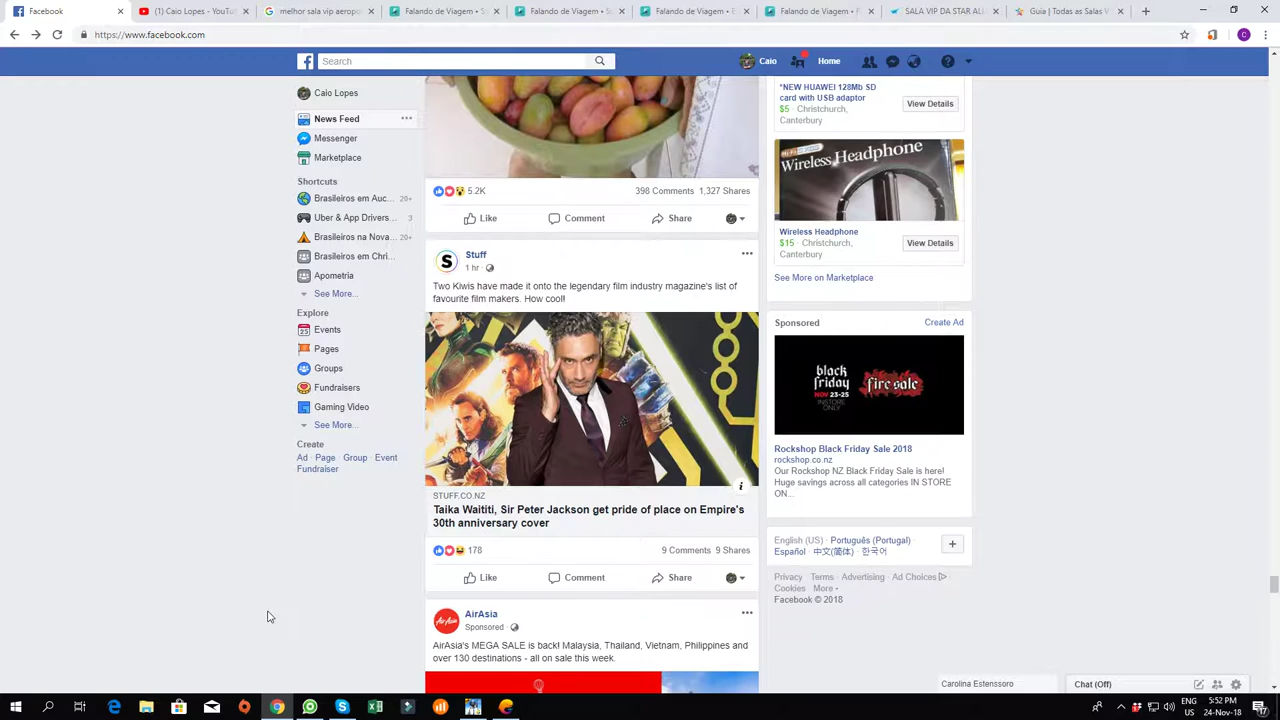 Facebook
(1) Caio Lopes - YouT
melhor sala vip aeropo
Falando de Viagem -
Falando de Viagem -
Falando de Viagem -
Falando de Viagem -
SALA VIP DA STAR ALI
Guia | Todas as Salas V
https://www.facebook.com
C
Search
Caio
Home
Caio Lopes
News Feed
Messenger
Marketplace
Shortcuts
Brasileiros em Auc... 20+
Uber & App Drivers... 3
Brasileiros na Nova... 20+
Brasileiros em Chri...
Apometria
See More...
Explore
Events
Pages
Groups
Fundraisers
Gaming Video
See More...
Create
Ad Page Group Event
Fundraiser
5.2K 398 Comments 1,327 Shares
Like Comment Share
Stuff
1 hr
Two Kiwis have made it onto the legendary film industry magazine's list of
favourite film makers. How cool!
STUFF.CO.NZ
Taika Waititi, Sir Peter Jackson get pride of place on Empire's
30th anniversary cover
178 9 Comments 9 Shares
Like Comment Share
AirAsia
Sponsored
AirAsia's MEGA SALE is back! Malaysia, Thailand, Vietnam, Philippines and
over 130 destinations - all on sale this week.
*NEW HUAWEI 128Mb SD
card with USB adaptor
$5 · Christchurch,
Canterbury
View Details
Wireless Headphone
Wireless Headphone
$15 · Christchurch,
Canterbury
View Details
See More on Marketplace
Sponsored Create Ad
black
friday
NOV 23-25
INSTORE
ONLY
fire sale
Rockshop Black Friday Sale 2018
rockshop.co.nz
Our Rockshop NZ Black Friday Sale is here!
Huge savings across all categories IN STORE
ON...
English (US) · Português (Portugal) ·
Español · 中文(简体) · 한국어
Privacy · Terms · Advertising · Ad Choices ·
Cookies · More
Facebook © 2018
Carolina Estenssoro
Chat (Off)
ENG
US
5:52 PM
24-Nov-18